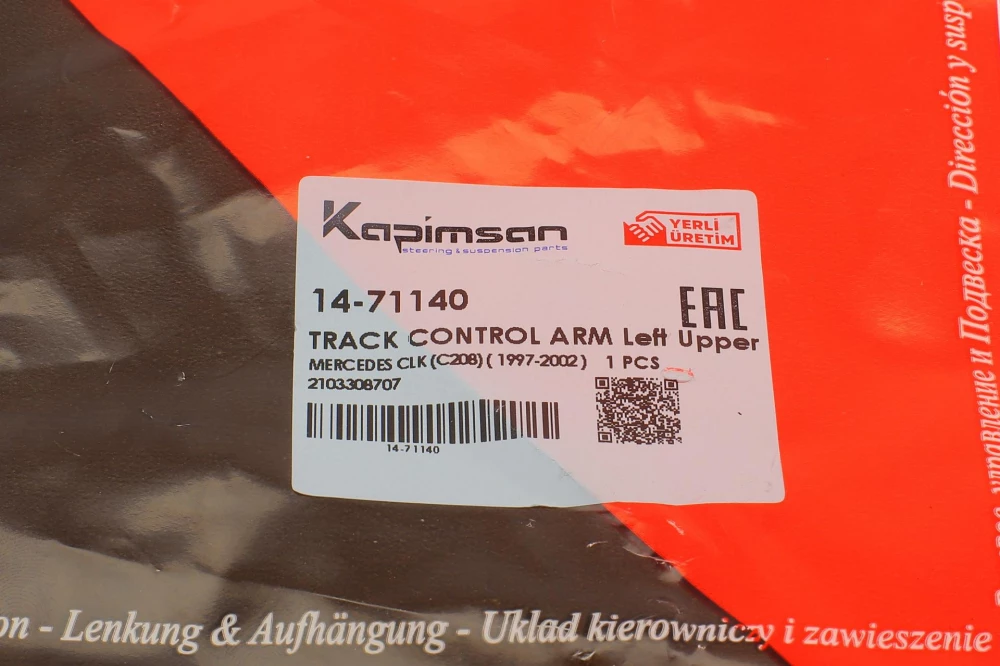 Kapimsan
steering & suspension parts
YERLİ
ÜRETİM
14-71140
EAC
TRACK CONTROL ARM Left Upper
MERCEDES CLK (C208) ( 1997-2002 ) 1 PCS
2103308707
14-71140
on - Lenkung & Aufhängung - Układ kierowniczy i zawieszenie
управление и Подвеска - Dirección y susp